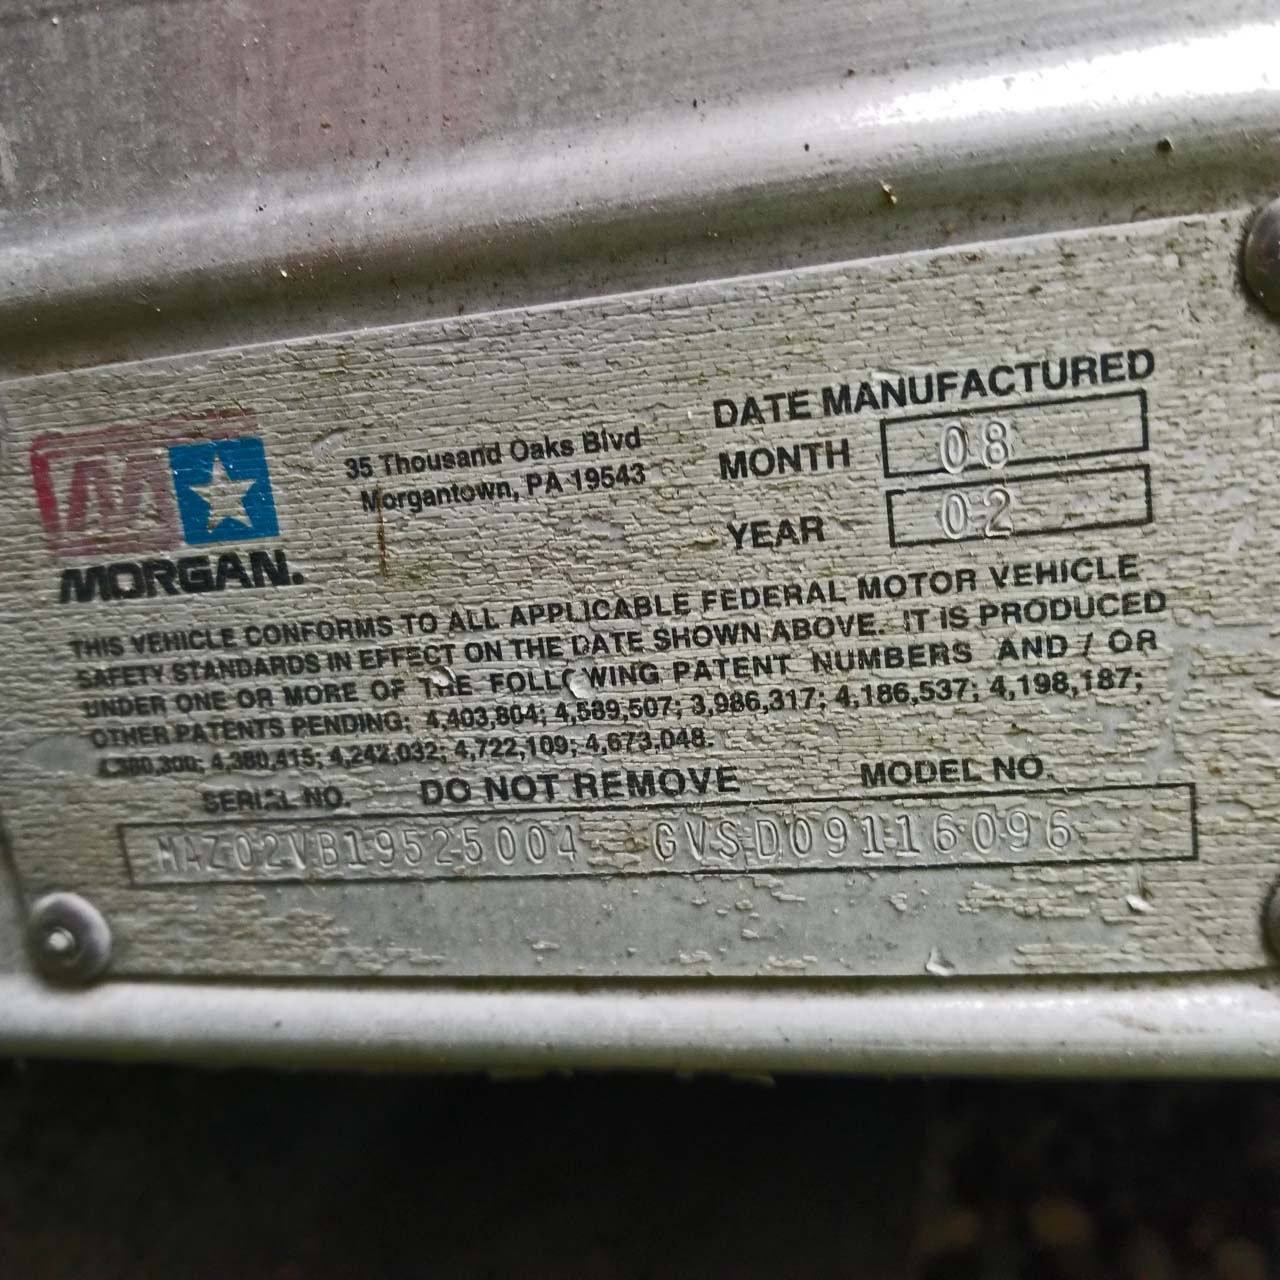 35 Thousand Oaks Blvd
Morgantown, PA 19543
MORGAN.
DATE MANUFACTURED
MONTH 08
YEAR 02
THIS VEHICLE CONFORMS TO ALL APPLICABLE FEDERAL MOTOR VEHICLE
SAFETY STANDARDS IN EFFECT ON THE DATE SHOWN ABOVE. IT IS PRODUCED
UNDER ONE OR MORE OF THE FOLLOWING PATENT NUMBERS AND / OR
OTHER PATENTS PENDING; 4,403,804; 4,589,507; 3,986,317; 4,186,537; 4,198,187;
4,380,415; 4,242,032; 4,722,109; 4,673,048.
SERIAL NO. DO NOT REMOVE MODEL NO.
MAZ02VB19525004 GVSD09116096